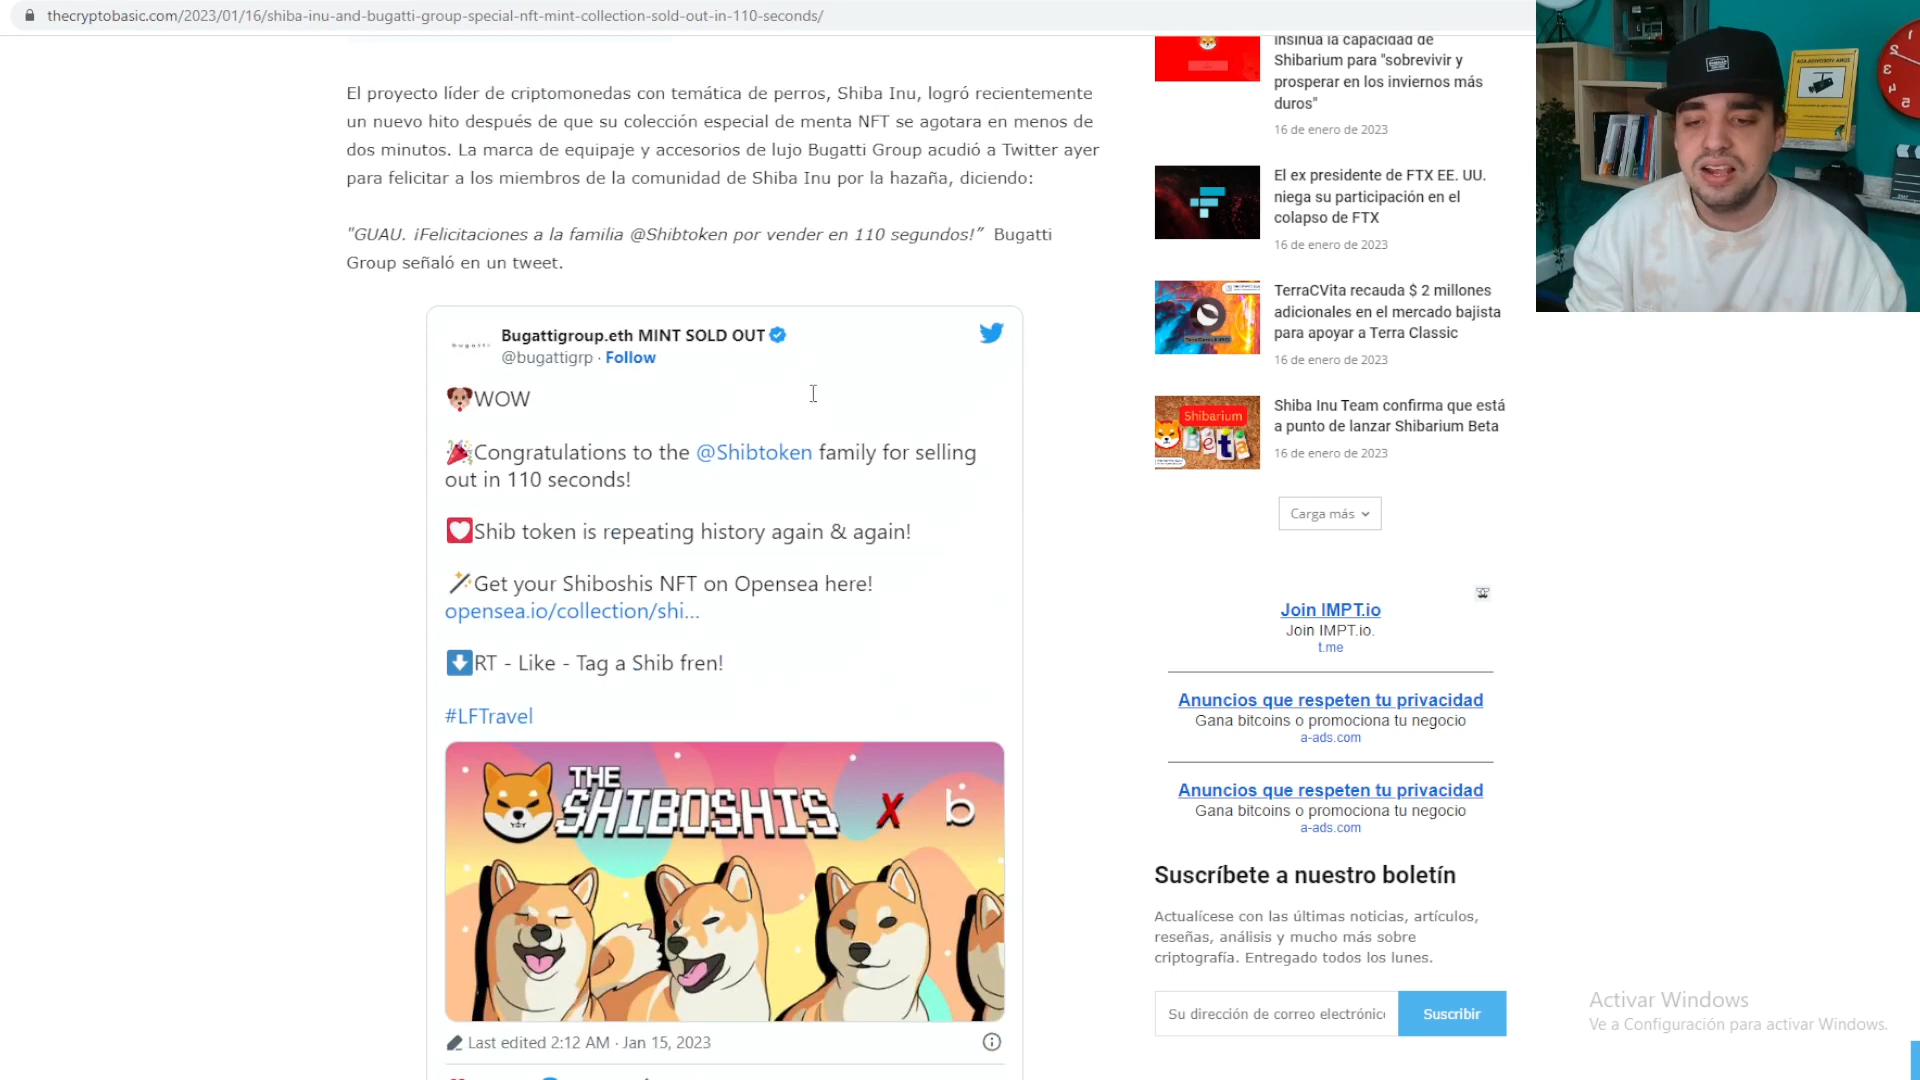 thecryptobasic.com/2023/01/16/shiba-inu-and-bugatti-group-special-nft-mint-collection-sold-out-in-110-seconds/
El proyecto líder de criptomonedas con temática de perros, Shiba Inu, logró recientemente
un nuevo hito después de que su colección especial de menta NFT se agotara en menos de
dos minutos. La marca de equipaje y accesorios de lujo Bugatti Group acudió a Twitter ayer
para felicitar a los miembros de la comunidad de Shiba Inu por la hazaña, diciendo:
"GUAU. ¡Felicitaciones a la familia @Shibtoken por vender en 110 segundos!” Bugatti
Group señaló en un tweet.
bugatti
Bugattigroup.eth MINT SOLD OUT
@bugattigrp · Follow
🐶WOW
🎉Congratulations to the @Shibtoken family for selling
out in 110 seconds!
💟Shib token is repeating history again & again!
🪄Get your Shiboshis NFT on Opensea here!
opensea.io/collection/shi...
⬇️RT - Like - Tag a Shib fren!
#LFTravel
THE
SHIBOSHIS X b
Last edited 2:12 AM · Jan 15, 2023
insinúa la capacidad de
Shibarium para "sobrevivir y
prosperar en los inviernos más
duros"
16 de enero de 2023
El ex presidente de FTX EE. UU.
niega su participación en el
colapso de FTX
16 de enero de 2023
TerraCVita recauda $ 2 millones
adicionales en el mercado bajista
para apoyar a Terra Classic
16 de enero de 2023
Shibarium
Beta
Shiba Inu Team confirma que está
a punto de lanzar Shibarium Beta
16 de enero de 2023
Carga más
Join IMPT.io
Join IMPT.io.
t.me
Anuncios que respeten tu privacidad
Gana bitcoins o promociona tu negocio
a-ads.com
Anuncios que respeten tu privacidad
Gana bitcoins o promociona tu negocio
a-ads.com
Suscríbete a nuestro boletín
Actualícese con las últimas noticias, artículos,
reseñas, análisis y mucho más sobre
criptografía. Entregado todos los lunes.
Su dirección de correo electrónico
Suscribir
Activar Windows
Ve a Configuración para activar Windows.